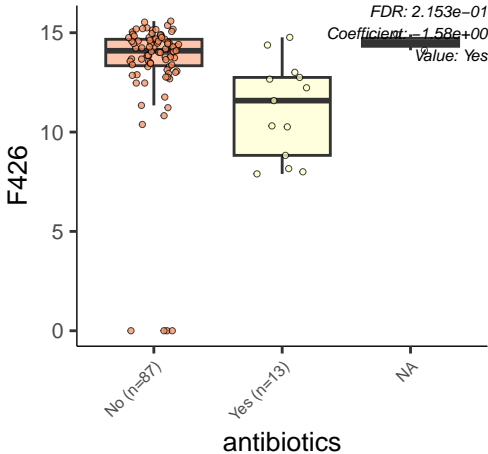 FDR: 2.153e-01
Coefficient: -1.58e+00
Value: Yes
15
10
5
0
F426
No (n=87)
Yes (n=13)
NA
antibiotics